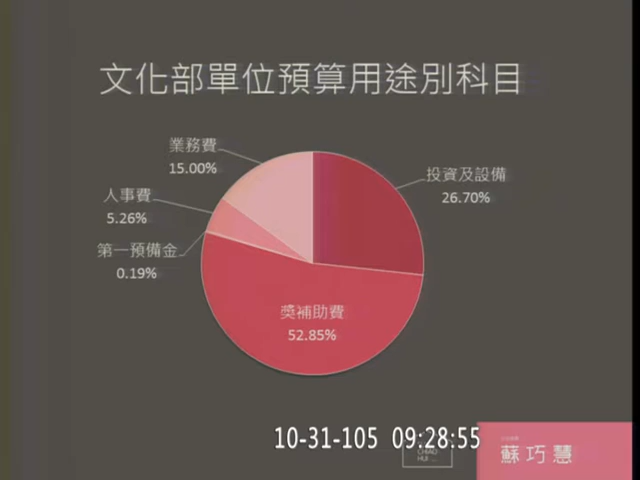 文化部單位預算用途別科目
業務費
15.00%
投資及設備
26.70%
人事費
5.26%
第一預備金
0.19%
獎補助費
52.85%
10-31-105 09:28:55
CHIAO
HUI
蘇巧慧